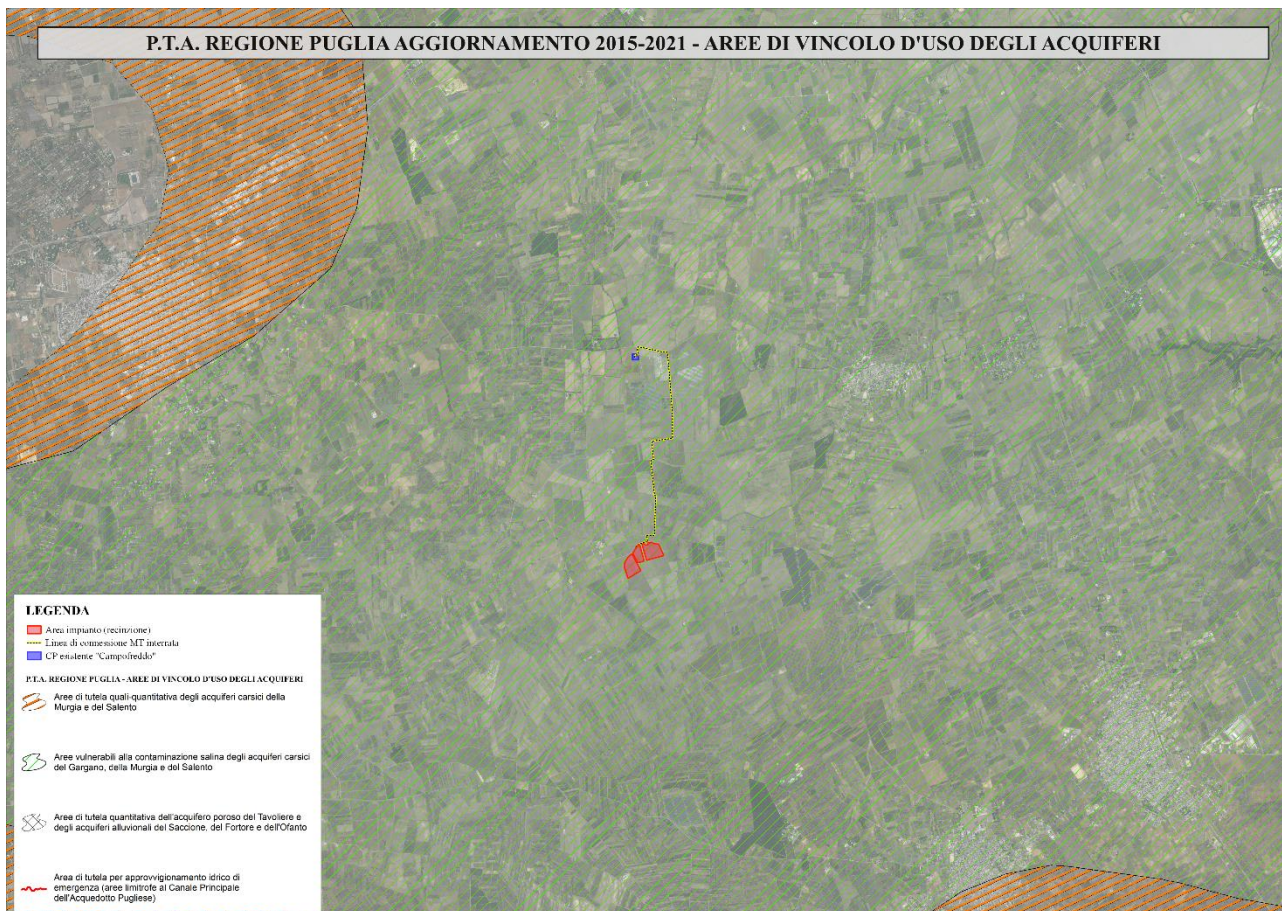 P.T.A. REGIONE PUGLIA AGGIORNAMENTO 2015-2021 - AREE DI VINCOLO D'USO DEGLI ACQUIFERI
LEGENDA
Area impianto (recinzione)
Linea di connessione MT interrata
CP esistente "Campofreddo"
P.T.A. REGIONE PUGLIA - AREE DI VINCOLO D'USO DEGLI ACQUIFERI
Aree di tutela quali-quantitativa degli acquiferi carsici della
Murgia e del Salento
Aree vulnerabili alla contaminazione salina degli acquiferi carsici
del Gargano, della Murgia e del Salento
Aree di tutela quantitativa dell'acquifero poroso del Tavoliere e
degli acquiferi alluvionali del Saccione, del Fortore e dell'Ofanto
Area di tutela per approvvigionamento idrico di
emergenza (aree limitrofe al Canale Principale
dell'Acquedotto Pugliese)